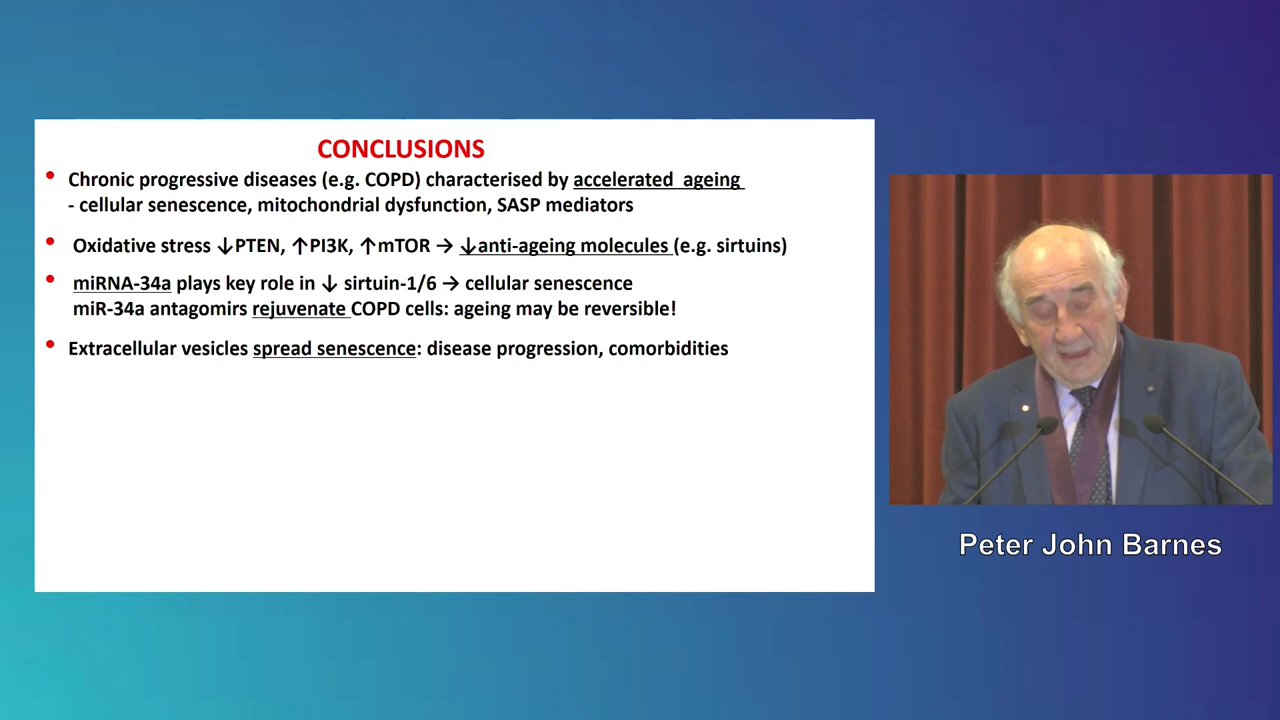 CONCLUSIONS
• Chronic progressive diseases (e.g. COPD) characterised by accelerated ageing
- cellular senescence, mitochondrial dysfunction, SASP mediators
• Oxidative stress ↓PTEN, ↑PI3K, ↑mTOR → ↓anti-ageing molecules (e.g. sirtuins)
• miRNA-34a plays key role in ↓ sirtuin-1/6 → cellular senescence
miR-34a antagomirs rejuvenate COPD cells: ageing may be reversible!
• Extracellular vesicles spread senescence: disease progression, comorbidities
Peter John Barnes